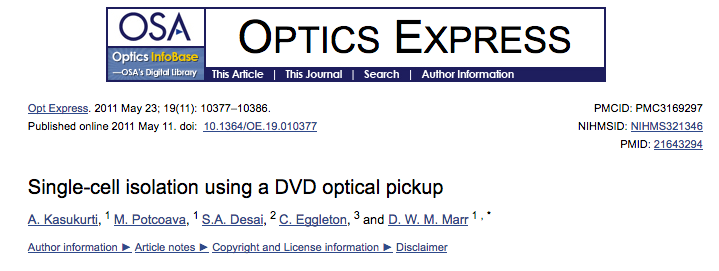 OSA
Optics InfoBase
—OSA's Digital Library
OPTICS EXPRESS
This Article | This Journal | Search | Author Information
Opt Express. 2011 May 23; 19(11): 10377–10386.
Published online 2011 May 11. doi: 10.1364/OE.19.010377
PMCID: PMC3169297
NIHMSID: NIHMS321346
PMID: 21643294
Single-cell isolation using a DVD optical pickup
A. Kasukurti, 1 M. Potcoava, 1 S.A. Desai, 2 C. Eggleton, 3 and D. W. M. Marr 1 , *
Author information ► Article notes ► Copyright and License information ► Disclaimer